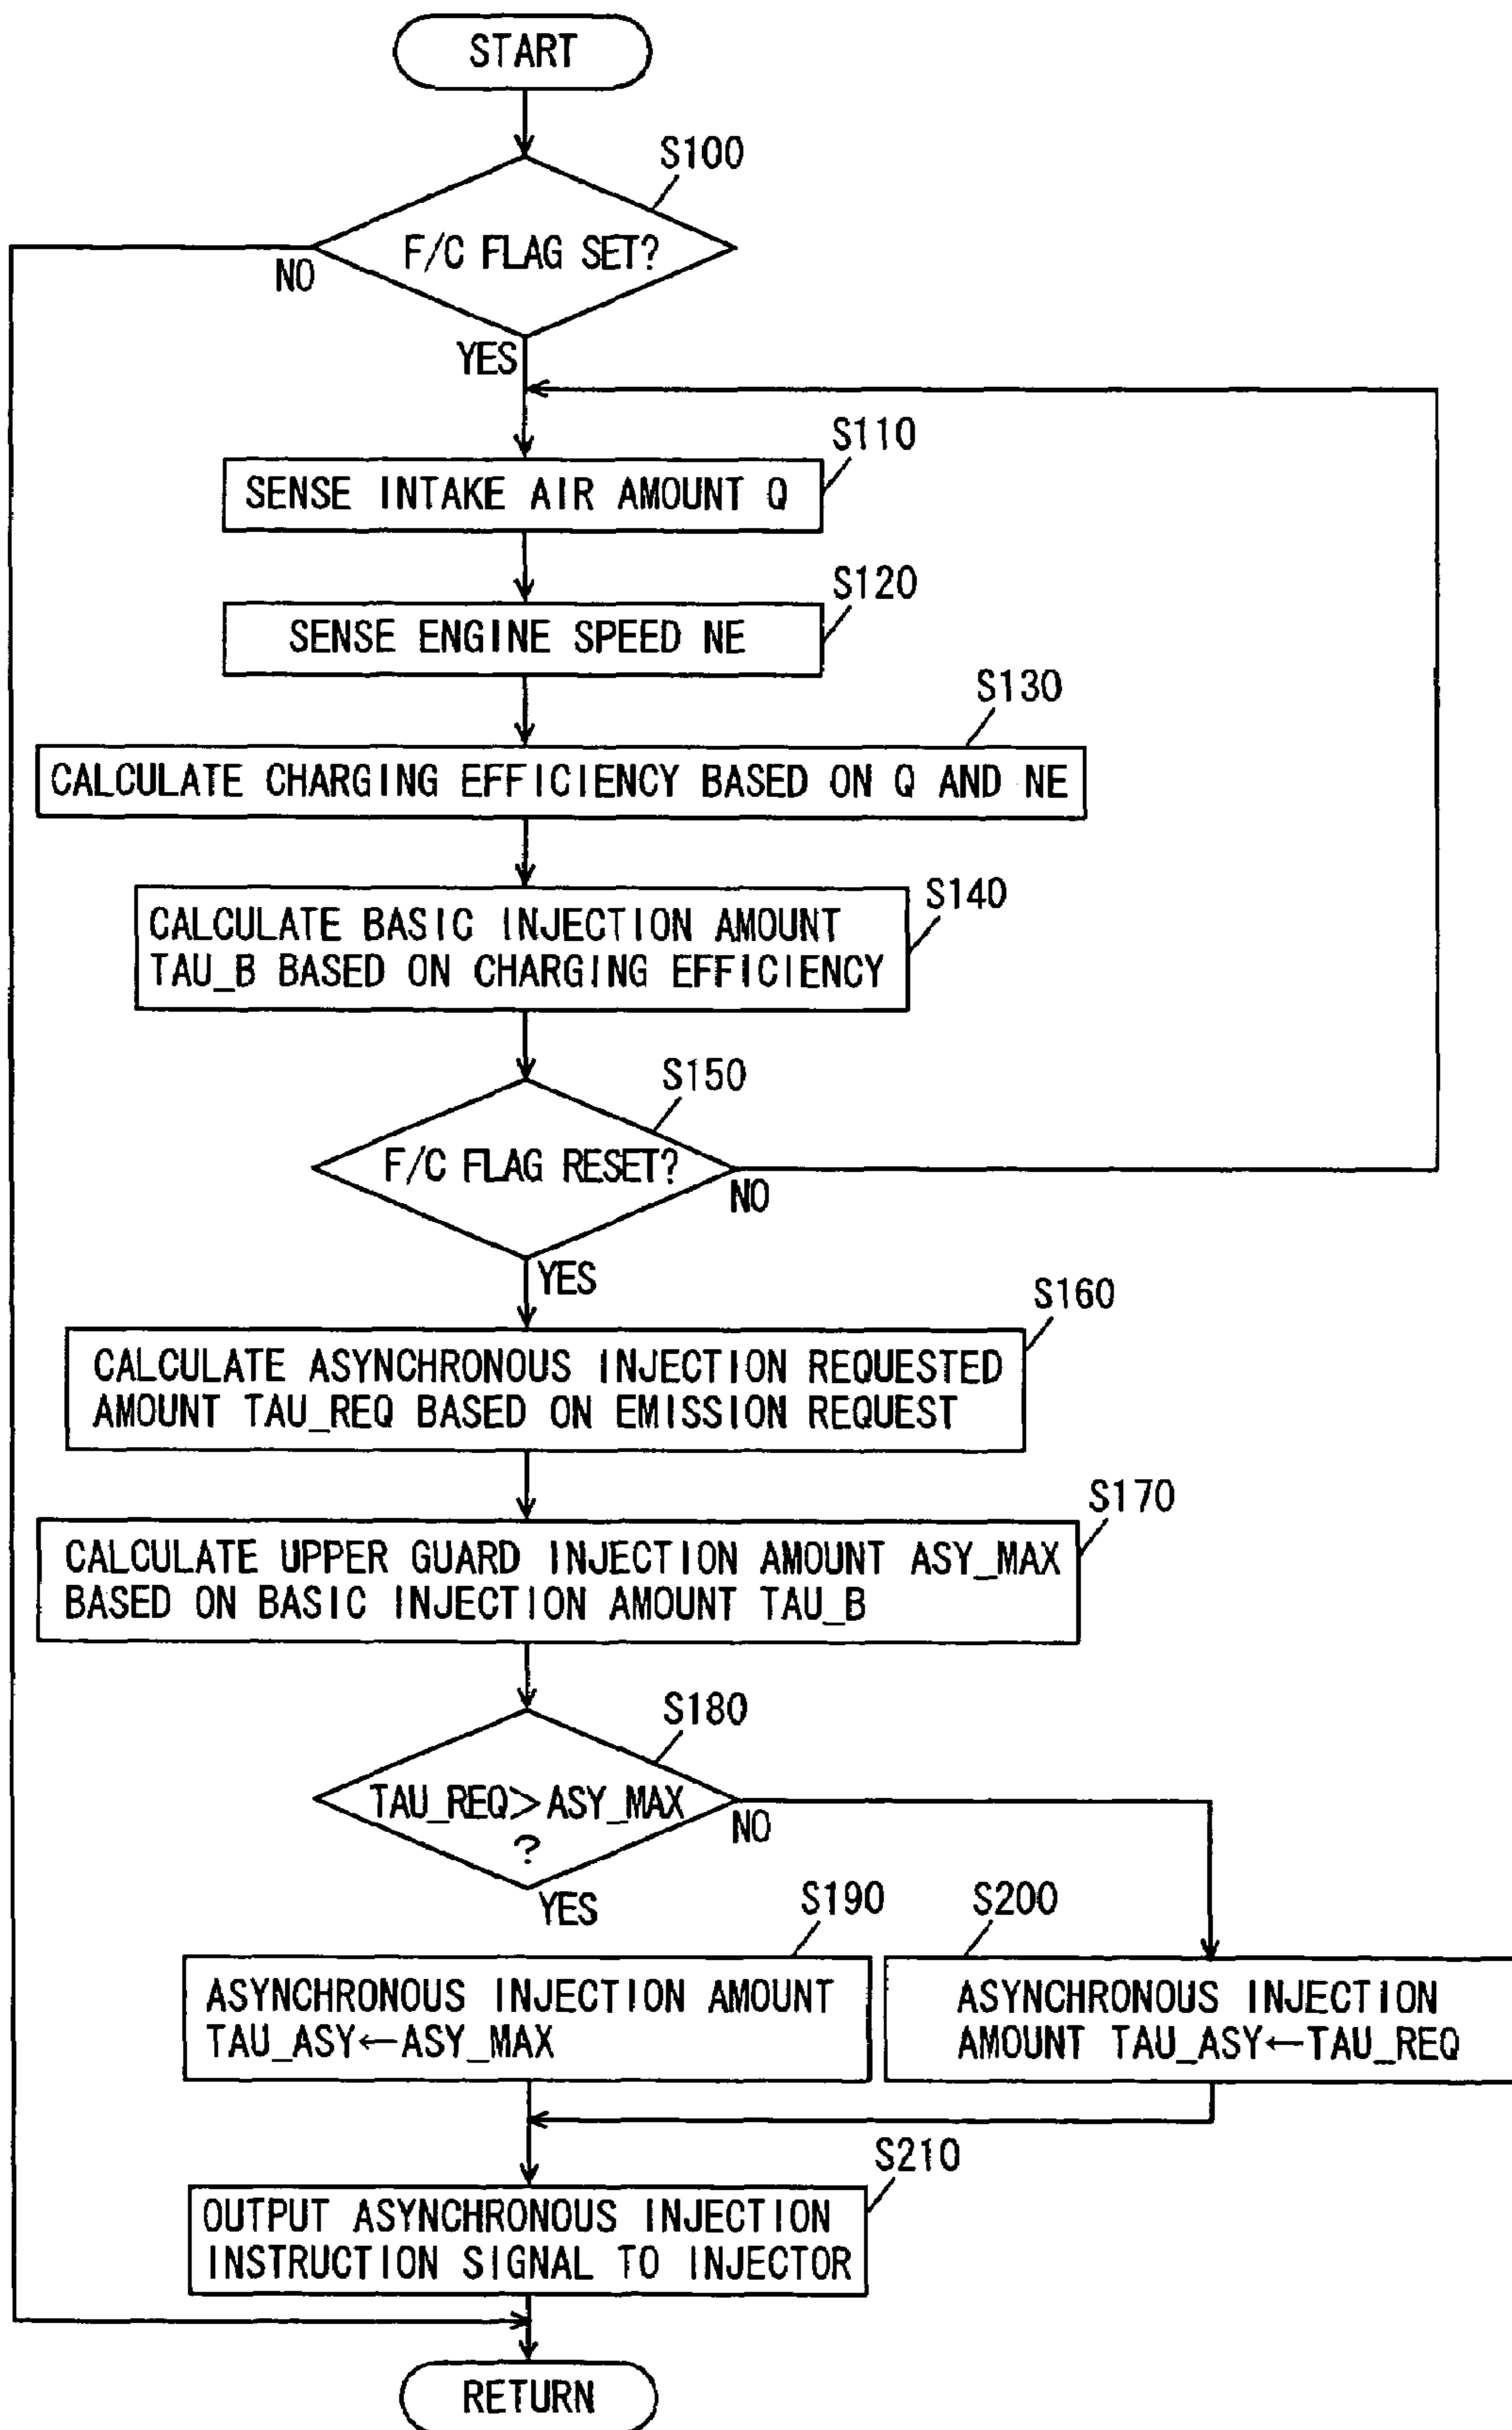 START
S100
F/C FLAG SET?
NO
YES
S110
SENSE INTAKE AIR AMOUNT Q
S120
SENSE ENGINE SPEED NE
S130
CALCULATE CHARGING EFFICIENCY BASED ON Q AND NE
S140
CALCULATE BASIC INJECTION AMOUNT
TAU_B BASED ON CHARGING EFFICIENCY
S150
F/C FLAG RESET?
NO
YES
S160
CALCULATE ASYNCHRONOUS INJECTION REQUESTED
AMOUNT TAU_REQ BASED ON EMISSION REQUEST
S170
CALCULATE UPPER GUARD INJECTION AMOUNT ASY_MAX
BASED ON BASIC INJECTION AMOUNT TAU_B
S180
TAU_REQ>ASY_MAX
?
NO
YES
S190
ASYNCHRONOUS INJECTION AMOUNT
TAU_ASY←ASY_MAX
S200
ASYNCHRONOUS INJECTION
AMOUNT TAU_ASY←TAU_REQ
S210
OUTPUT ASYNCHRONOUS INJECTION
INSTRUCTION SIGNAL TO INJECTOR
RETURN